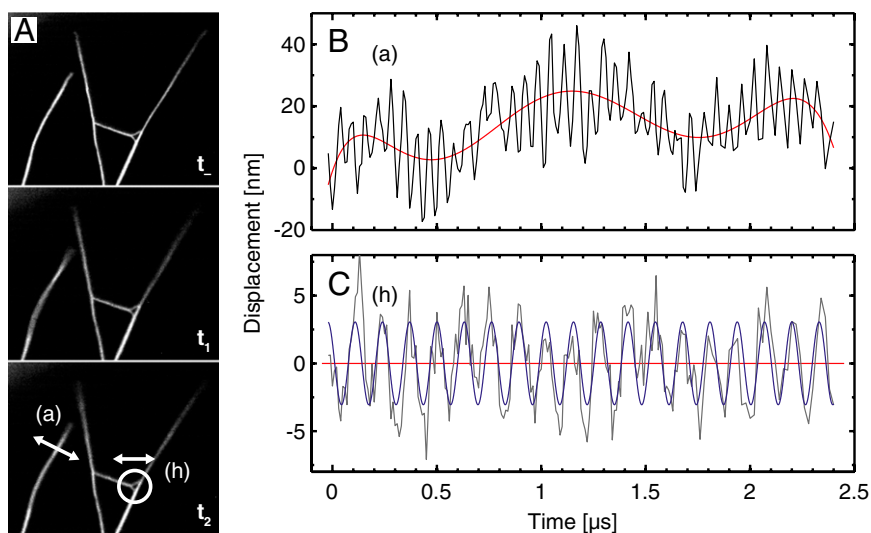 A
t_
t1
(a)
(h)
t2
B
(a)
40
20
0
-20
Displacement [nm]
C
(h)
5
0
-5
0 0.5 1 1.5 2 2.5
Time [µs]